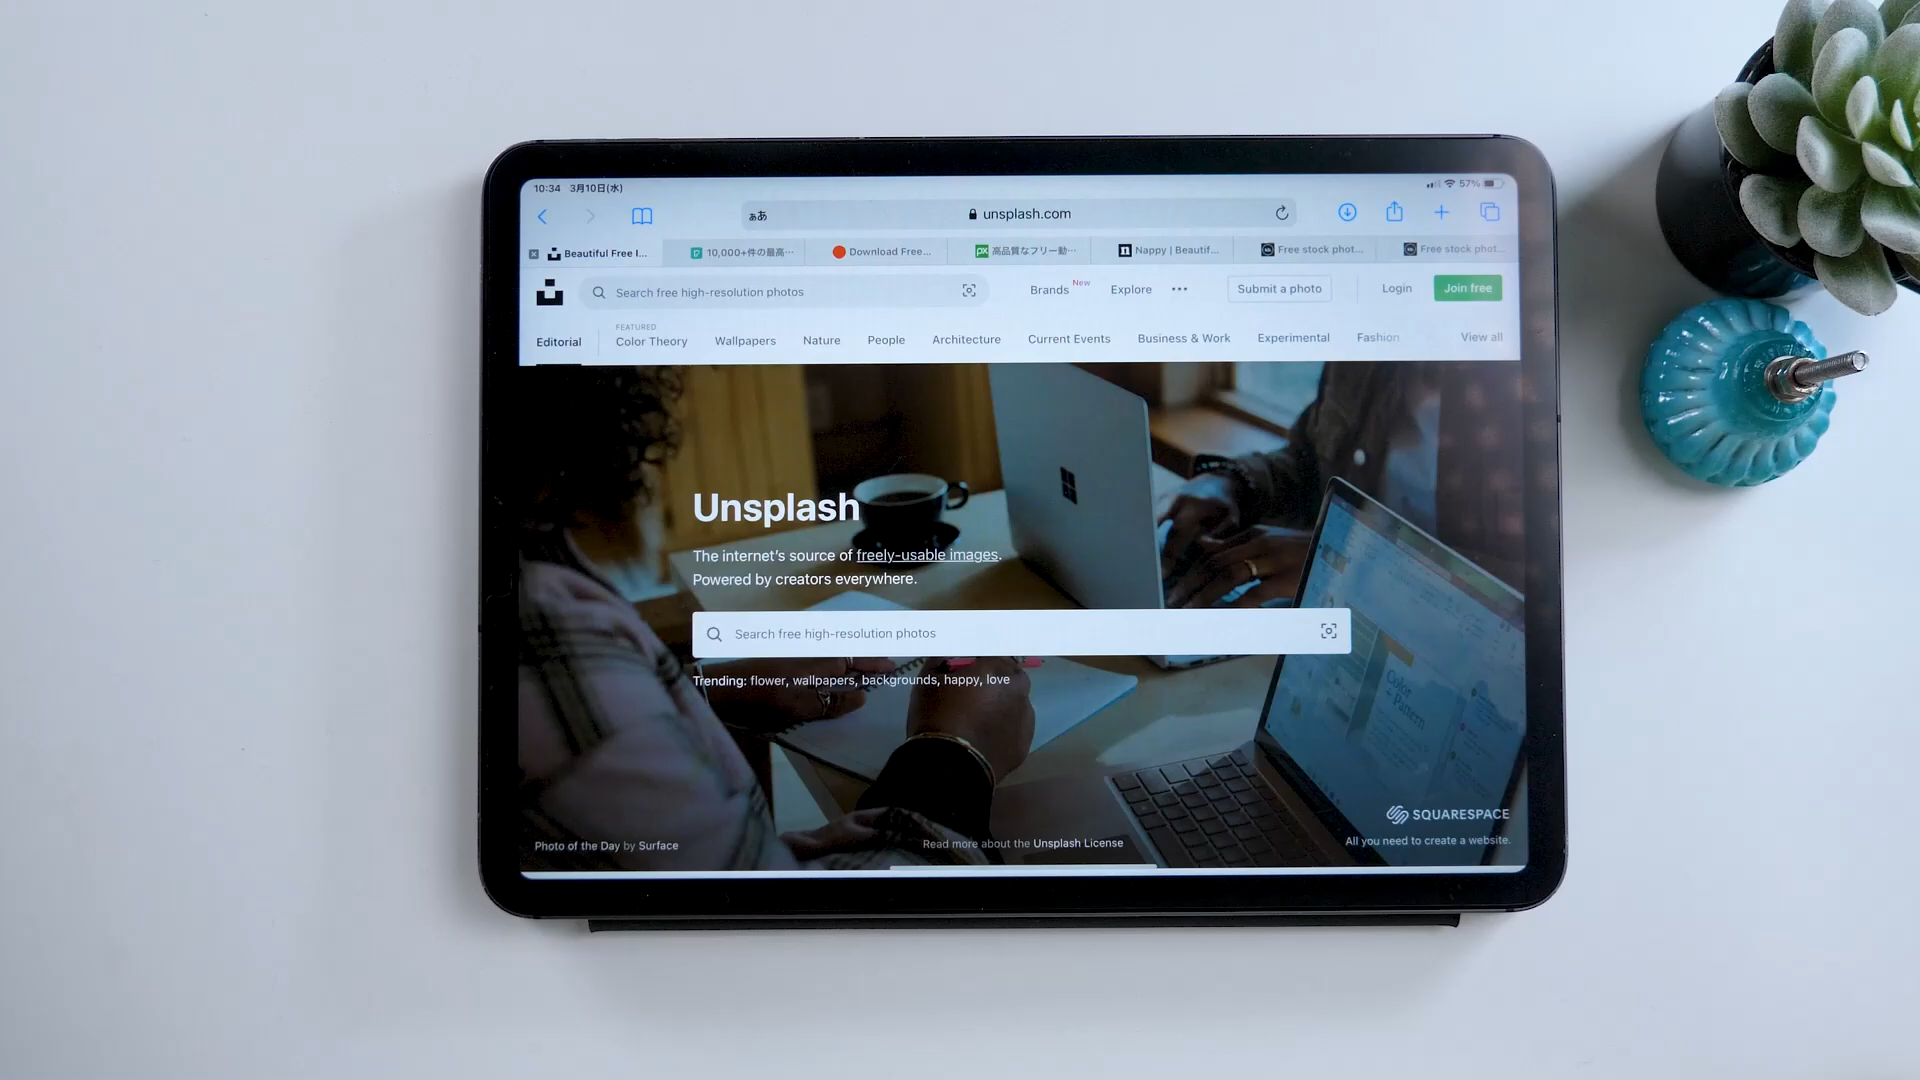 10:34 3月10日(水)
57%
ぁあ unsplash.com
Beautiful Free I...
10,000+件の最高…
Download Free...
高品質なフリー動…
Nappy | Beautif...
Free stock phot...
Free stock phot...
Search free high-resolution photos
Brands New
Explore
Submit a photo
Login
Join free
Editorial
FEATURED
Color Theory
Wallpapers
Nature
People
Architecture
Current Events
Business & Work
Experimental
Fashion
View all
Unsplash
The internet's source of freely-usable images.
Powered by creators everywhere.
Search free high-resolution photos
Trending: flower, wallpapers, backgrounds, happy, love
Color
+ Pattern
SQUARESPACE
All you need to create a website.
Photo of the Day by Surface
Read more about the Unsplash License